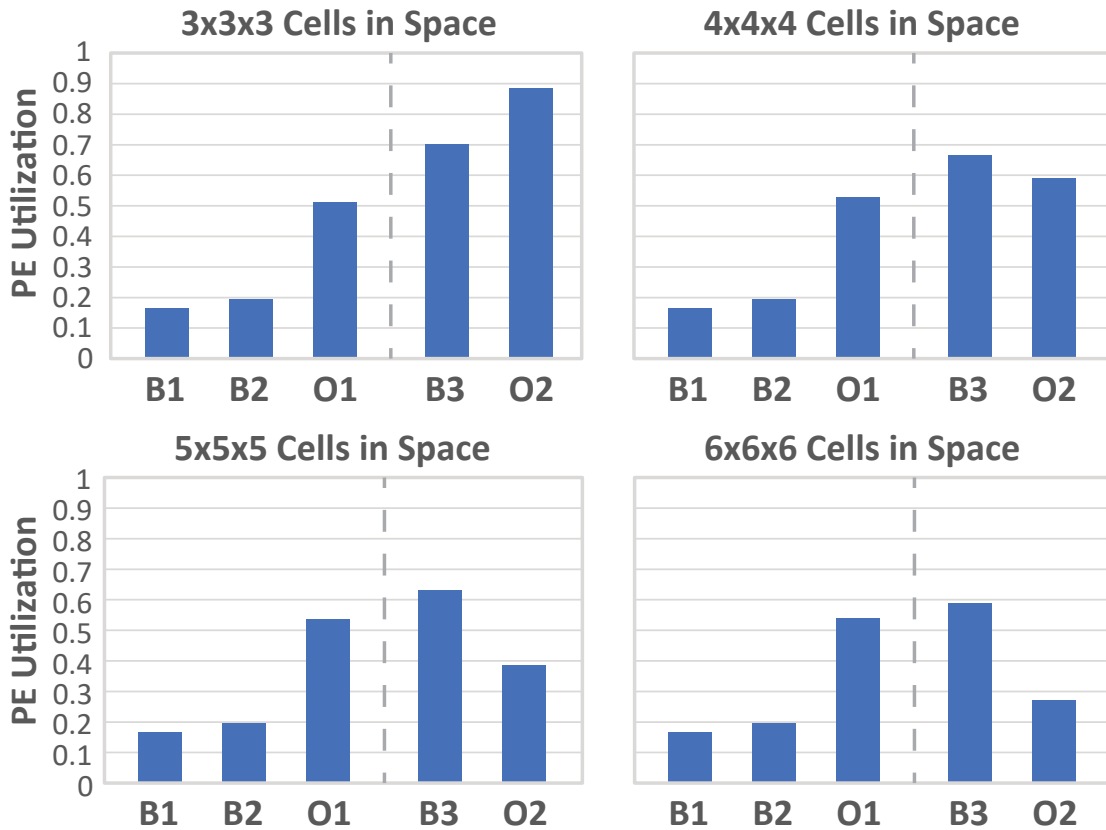 3x3x3 Cells in Space
4x4x4 Cells in Space
PE Utilization
1
0.9
0.8
0.7
0.6
0.5
0.4
0.3
0.2
0.1
0
B1 B2 O1 B3 O2
B1 B2 O1 B3 O2
5x5x5 Cells in Space
6x6x6 Cells in Space
PE Utilization
1
0.9
0.8
0.7
0.6
0.5
0.4
0.3
0.2
0.1
0
B1 B2 O1 B3 O2
B1 B2 O1 B3 O2